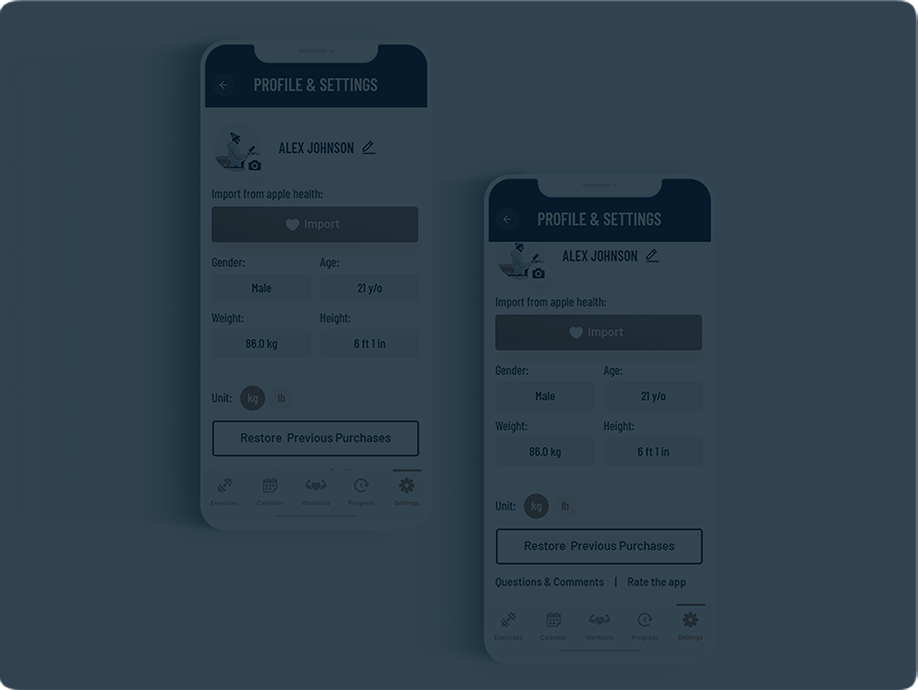 PROFILE & SETTINGS
ALEX JOHNSON
Import from apple health:
Import
Gender: Age:
Male 21 y/o
Weight: Height:
86.0 kg 6 ft 1 in
Unit: kg lb
Restore Previous Purchases
Exercises Calendar Workouts Progress Settings
PROFILE & SETTINGS
ALEX JOHNSON
Import from apple health:
Import
Gender: Age:
Male 21 y/o
Weight: Height:
86.0 kg 6 ft 1 in
Unit: kg lb
Restore Previous Purchases
Questions & Comments | Rate the app
Exercises Calendar Workouts Progress Settings